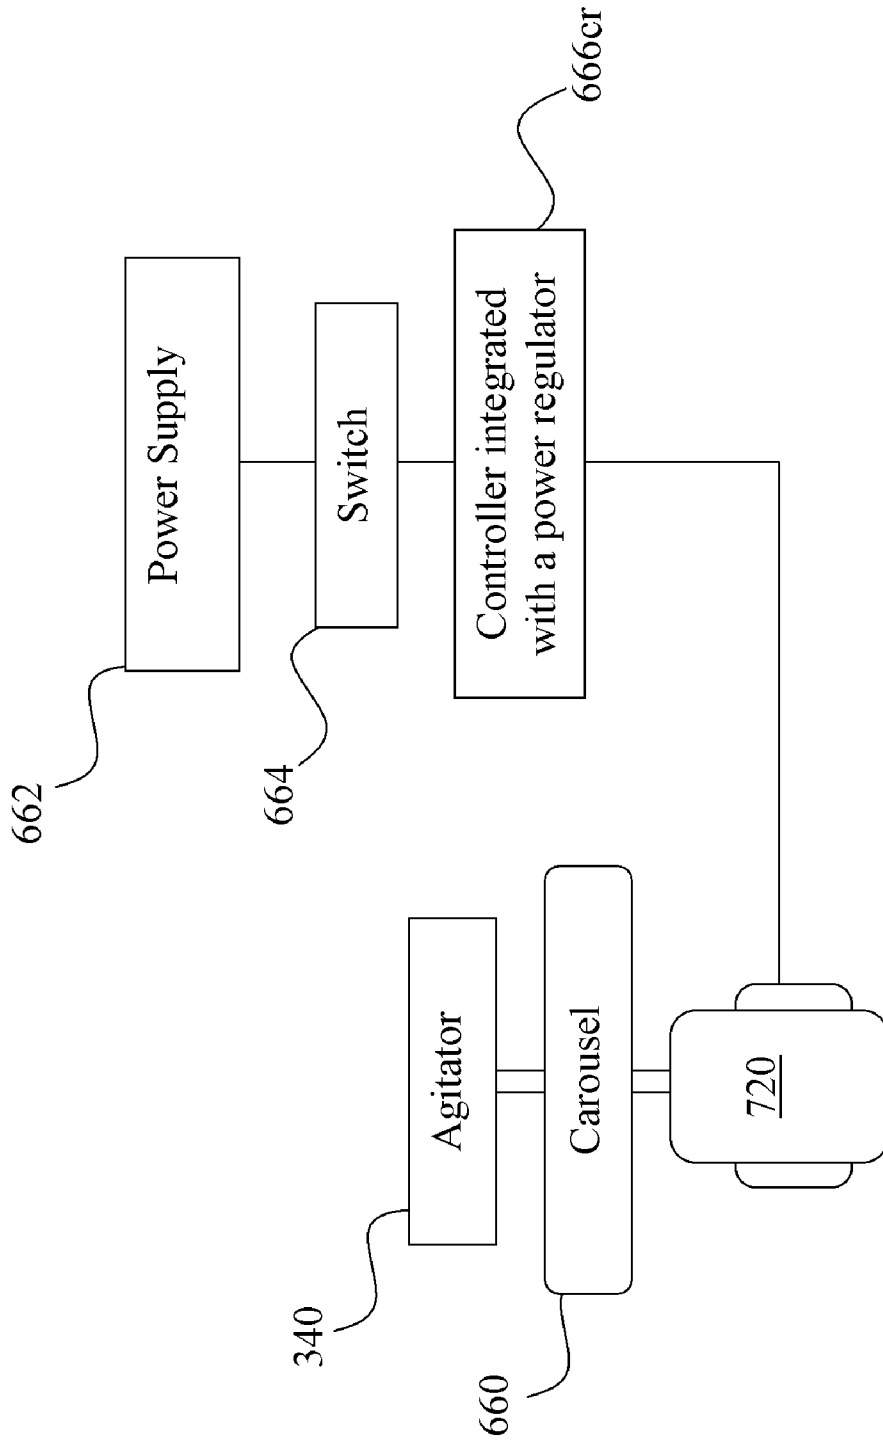 662
Power Supply
664
Switch
666cr
Controller integrated
with a power regulator
340
Agitator
660
Carousel
720